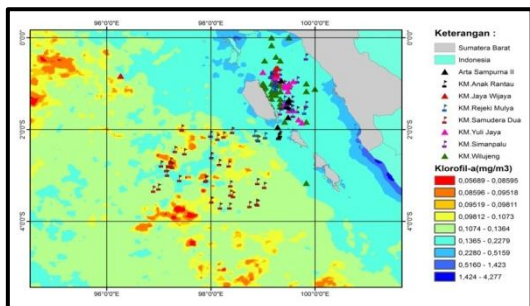 96°0'0"E 98°0'0"E 100°0'0"E
0°0'0" 0°0'0"
2°0'0"S 2°0'0"S
4°0'0"S 4°0'0"S
96°0'0"E 98°0'0"E 100°0'0"E
Keterangan :
Sumatera Barat
Indonesia
Arta Sampurna II
KM.Anak Rantau
KM.Jaya Wijaya
KM.Rejeki Mulya
KM.Samudera Dua
KM.Yuli Jaya
KM.Simanpalu
KM.Wilujeng
Klorofil-a(mg/m3)
0,05689 - 0,08595
0,08596 - 0,09518
0,09519 - 0,09811
0,09812 - 0,1073
0,1074 - 0,1364
0,1365 - 0,2279
0,2280 - 0,5159
0,5160 - 1,423
1,424 - 4,277